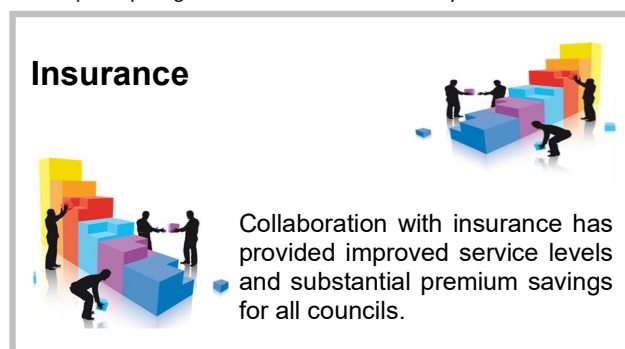 Insurance
Collaboration with insurance has
provided improved service levels
and substantial premium savings
for all councils.